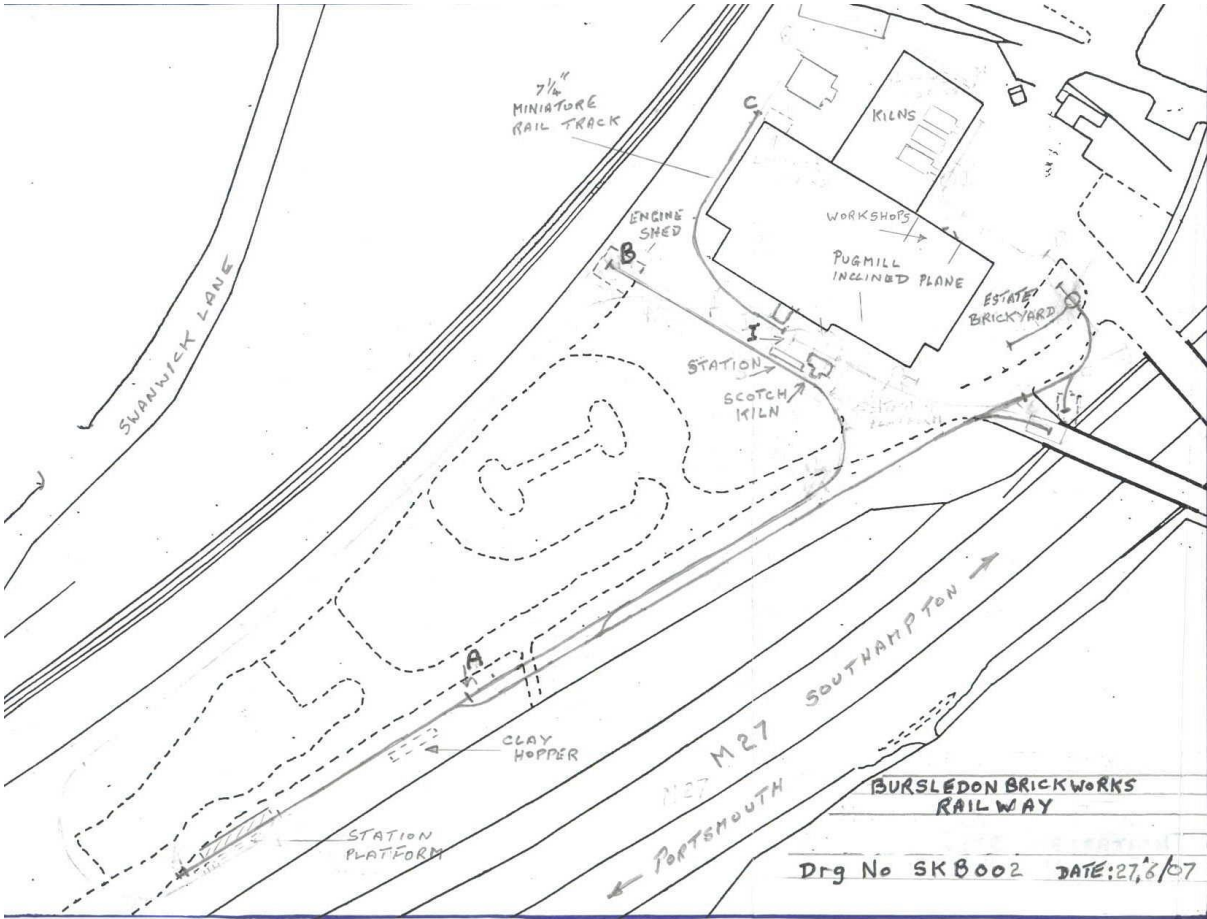 7¼"
MINIATURE
RAIL TRACK
C
KILNS
ENGINE
SHED
B
WORKSHOPS
PUGMILL
INCLINED PLANE
ESTATE
BRICKYARD
SWANWICK LANE
I
STATION
SCOTCH
KILN
A
CLAY
HOPPER
STATION
PLATFORM
M27
SOUTHAMPTON
PORTSMOUTH
BURSLEDON BRICKWORKS
RAILWAY
Drg No SKB002 DATE: 27/6/07